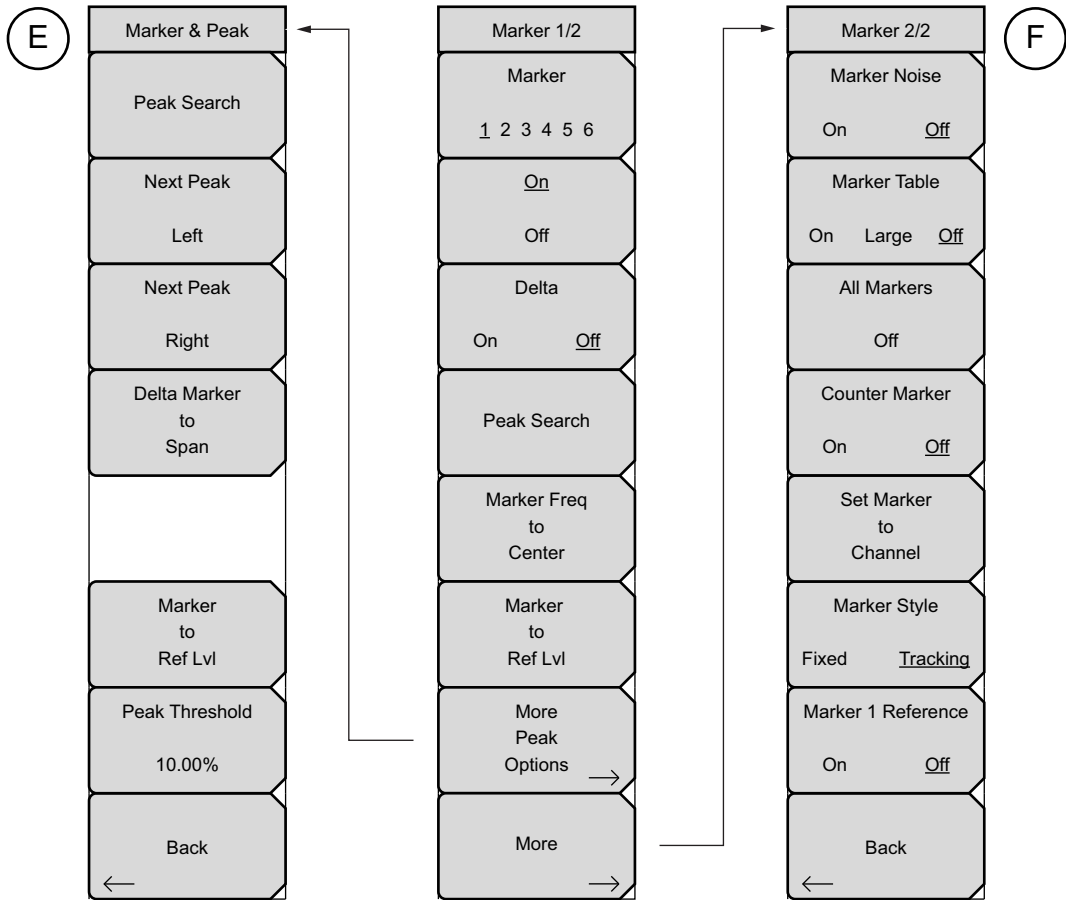 E
Marker & Peak
Peak Search
Next Peak
Left
Next Peak
Right
Delta Marker
to
Span
Marker
to
Ref Lvl
Peak Threshold
10.00%
Back
Marker 1/2
Marker
1 2 3 4 5 6
On
Off
Delta
On Off
Peak Search
Marker Freq
to
Center
Marker
to
Ref Lvl
More
Peak
Options
More
Marker 2/2
F
Marker Noise
On Off
Marker Table
On Large Off
All Markers
Off
Counter Marker
On Off
Set Marker
to
Channel
Marker Style
Fixed Tracking
Marker 1 Reference
On Off
Back